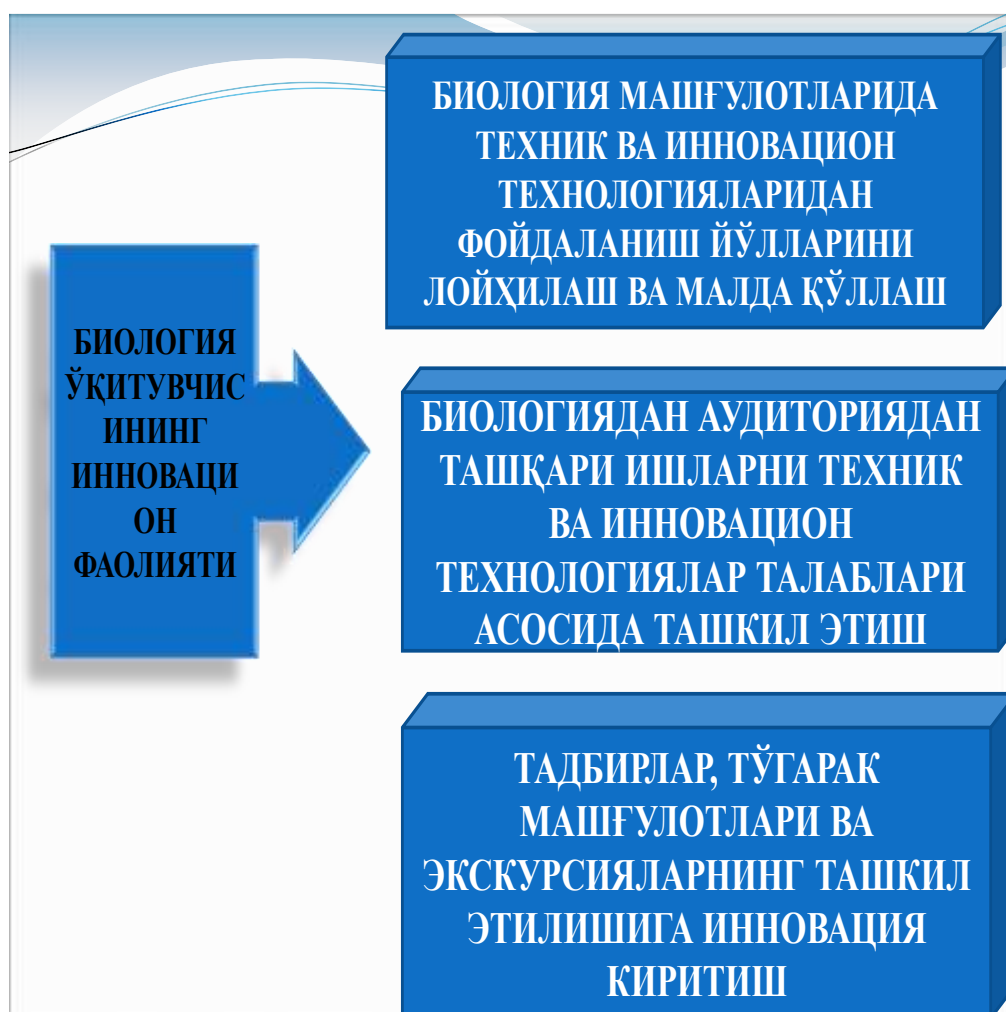 БИОЛОГИЯ
ЎҚИТУВЧИС
ИНИНГ
ИННОВАЦИ
ОН
ФАОЛИЯТИ
БИОЛОГИЯ МАШҒУЛОТЛАРИДА
ТЕХНИК ВА ИННОВАЦИОН
ТЕХНОЛОГИЯЛАРИДАН
ФОЙДАЛАНИШ ЙЎЛЛАРИНИ
ЛОЙҲИЛАШ ВА МАЛДА ҚЎЛЛАШ
БИОЛОГИЯДАН АУДИТОРИЯДАН
ТАШҚАРИ ИШЛАРНИ ТЕХНИК
ВА ИННОВАЦИОН
ТЕХНОЛОГИЯЛАР ТАЛАБЛАРИ
АСОСИДА ТАШКИЛ ЭТИШ
ТАДБИРЛАР, ТЎГАРАК
МАШҒУЛОТЛАРИ ВА
ЭКСКУРСИЯЛАРНИНГ ТАШКИЛ
ЭТИЛИШИГА ИННОВАЦИЯ
КИРИТИШ